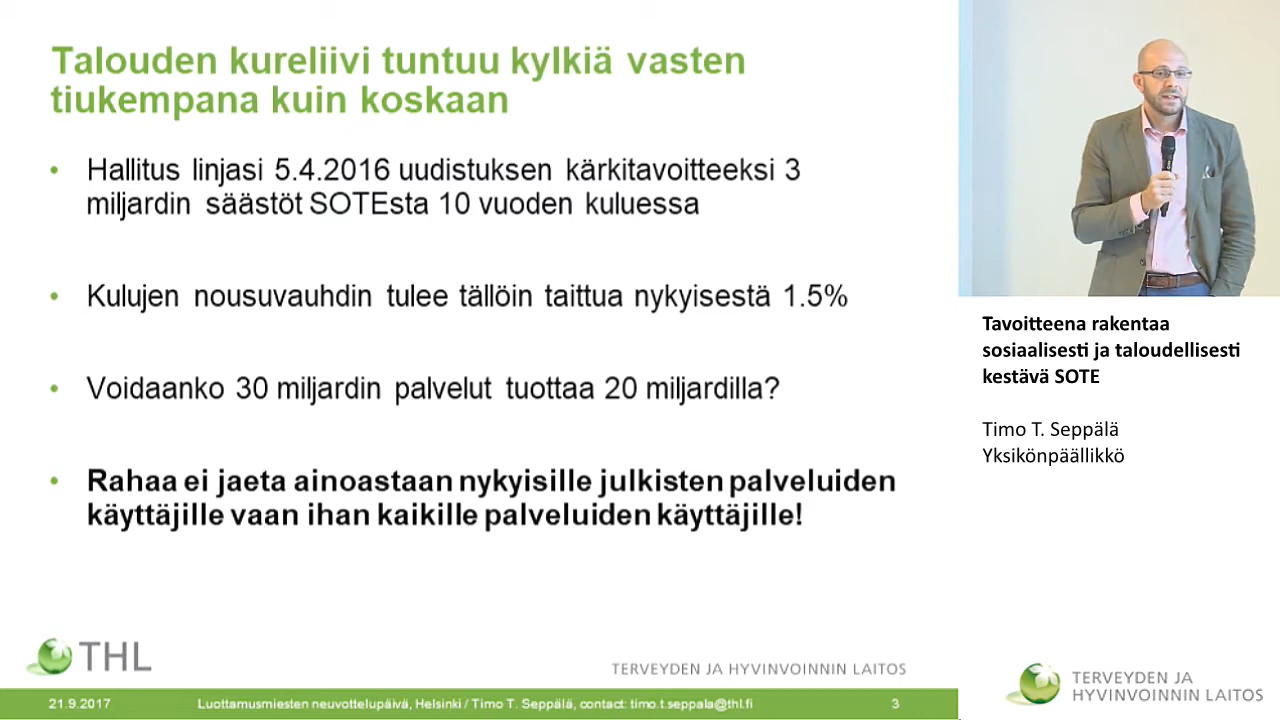 Talouden kureliivi tuntuu kylkiä vasten
tiukempana kuin koskaan
• Hallitus linjasi 5.4.2016 uudistuksen kärkitavoitteeksi 3
miljardin säästöt SOTEsta 10 vuoden kuluessa
• Kulujen nousuvauhdin tulee tällöin taittua nykyisestä 1.5%
• Voidaanko 30 miljardin palvelut tuottaa 20 miljardilla?
• Rahaa ei jaeta ainoastaan nykyisille julkisten palveluiden
käyttäjille vaan ihan kaikille palveluiden käyttäjille!
THL
TERVEYDEN JA HYVINVOINNIN LAITOS
21.9.2017 Luottamusmiesten neuvottelupäivä, Helsinki / Timo T. Seppälä, contact: timo.t.seppala@thl.fi 3
Tavoitteena rakentaa
sosiaalisesti ja taloudellisesti
kestävä SOTE
Timo T. Seppälä
Yksikönpäällikkö
TERVEYDEN JA
HYVINVOINNIN LAITOS